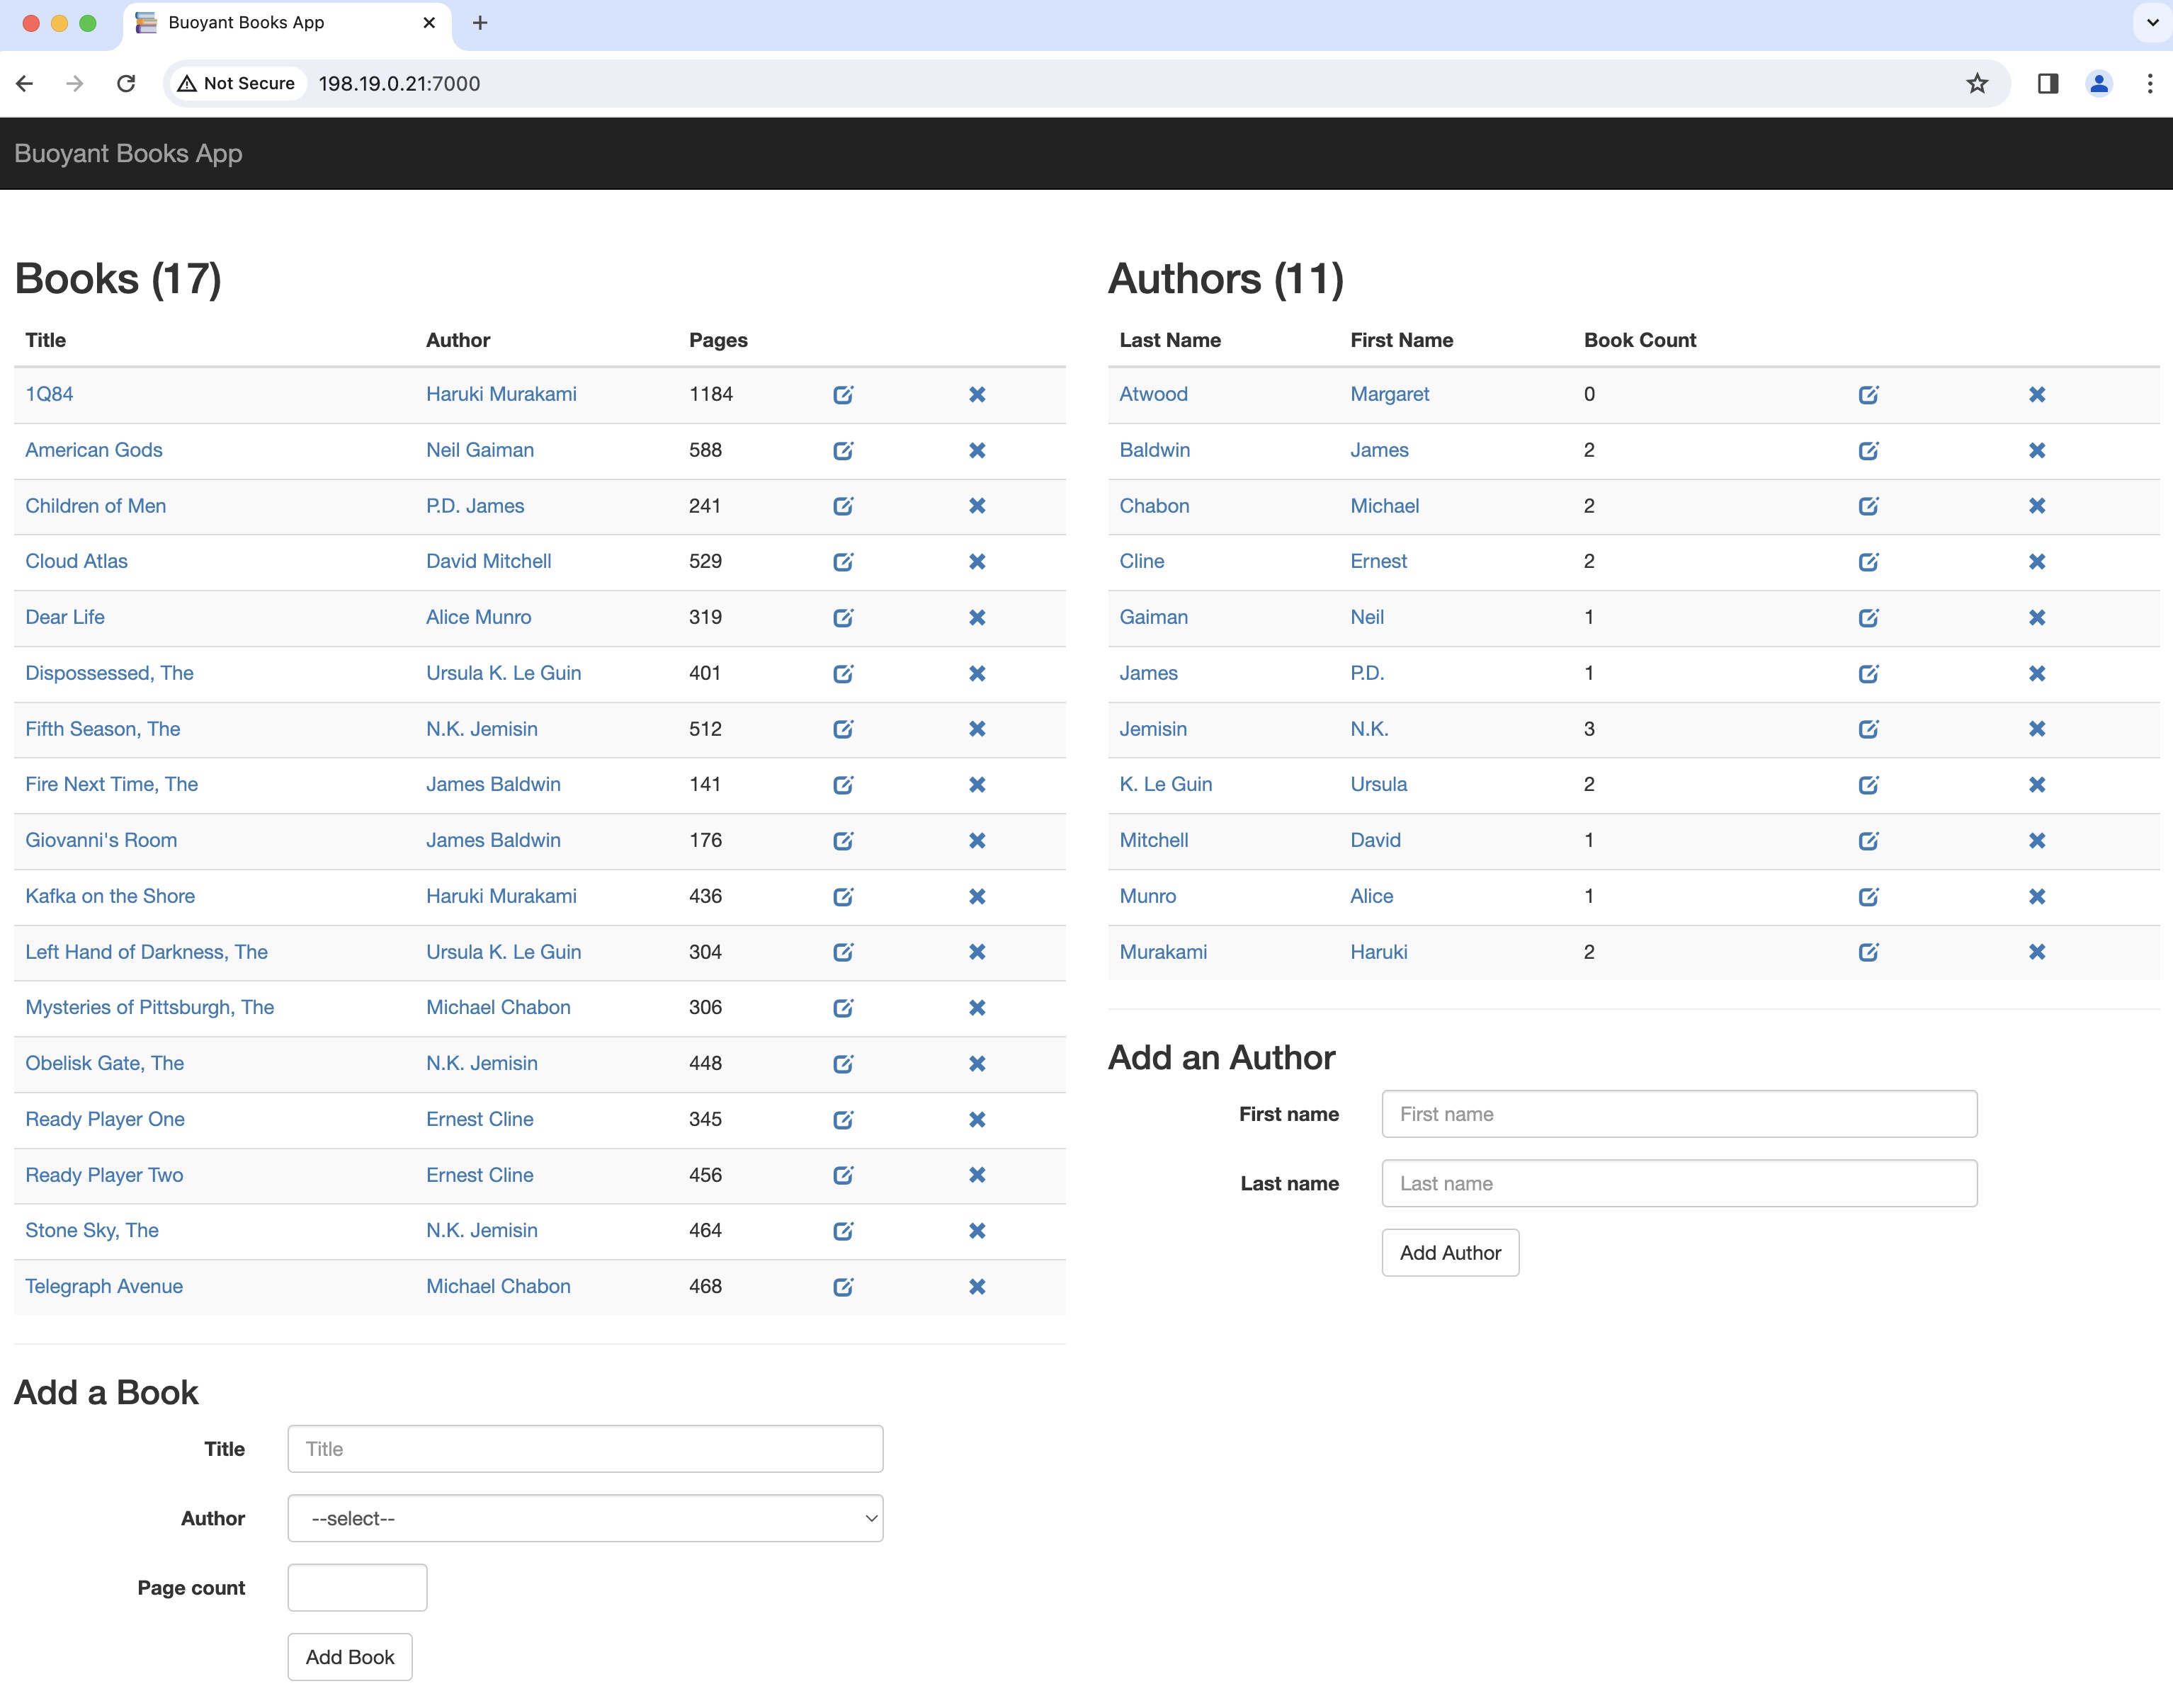 Buoyant Books App
Not Secure 198.19.0.21:7000
Buoyant Books App
Books (17)
Title Author Pages
1Q84 Haruki Murakami 1184
American Gods Neil Gaiman 588
Children of Men P.D. James 241
Cloud Atlas David Mitchell 529
Dear Life Alice Munro 319
Dispossessed, The Ursula K. Le Guin 401
Fifth Season, The N.K. Jemisin 512
Fire Next Time, The James Baldwin 141
Giovanni's Room James Baldwin 176
Kafka on the Shore Haruki Murakami 436
Left Hand of Darkness, The Ursula K. Le Guin 304
Mysteries of Pittsburgh, The Michael Chabon 306
Obelisk Gate, The N.K. Jemisin 448
Ready Player One Ernest Cline 345
Ready Player Two Ernest Cline 456
Stone Sky, The N.K. Jemisin 464
Telegraph Avenue Michael Chabon 468
Add a Book
Title Title
Author --select--
Page count
Add Book
Authors (11)
Last Name First Name Book Count
Atwood Margaret 0
Baldwin James 2
Chabon Michael 2
Cline Ernest 2
Gaiman Neil 1
James P.D. 1
Jemisin N.K. 3
K. Le Guin Ursula 2
Mitchell David 1
Munro Alice 1
Murakami Haruki 2
Add an Author
First name First name
Last name Last name
Add Author